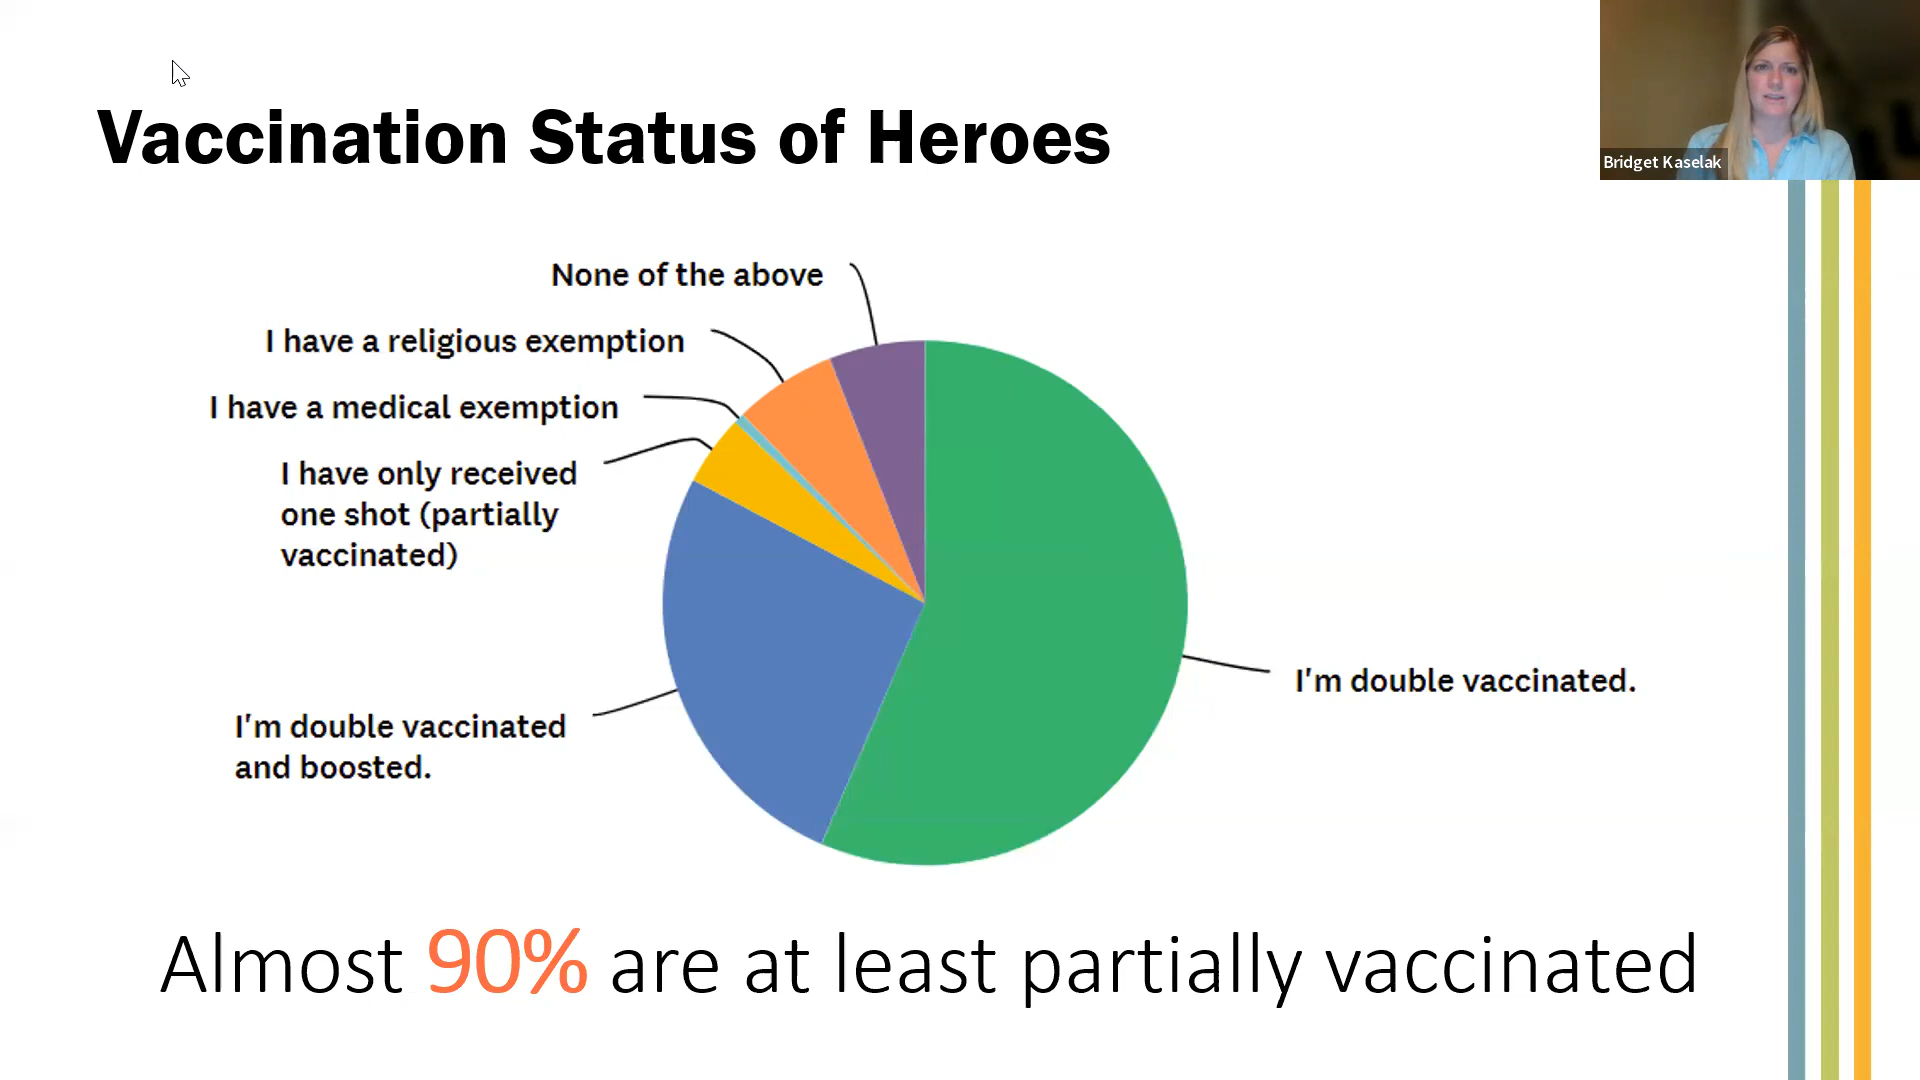 Vaccination Status of Heroes
Bridget Kaselak
None of the above
I have a religious exemption
I have a medical exemption
I have only received
one shot (partially
vaccinated)
I'm double vaccinated.
I'm double vaccinated
and boosted.
Almost 90% are at least partially vaccinated